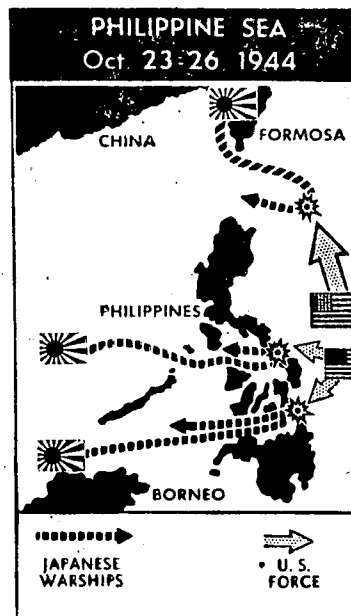 PHILIPPINE SEA
Oct. 23-26 1944
CHINA
FORMOSA
PHILIPPINES
BORNEO
JAPANESE
WARSHIPS
U. S.
FORCE